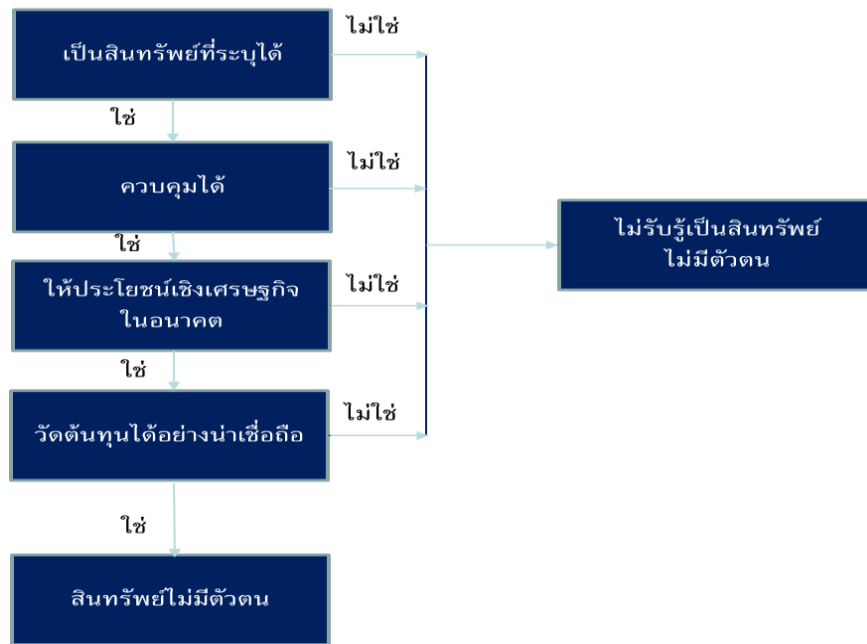 เป็นสินทรัพย์ที่ระบุได้
ไม่ใช่
ใช่
ควบคุมได้
ไม่ใช่
ใช่
ให้ประโยชน์เชิงเศรษฐกิจ
ในอนาคต
ไม่ใช่
ใช่
วัดต้นทุนได้อย่างน่าเชื่อถือ
ไม่ใช่
ใช่
สินทรัพย์ไม่มีตัวตน
ไม่รับรู้เป็นสินทรัพย์
ไม่มีตัวตน